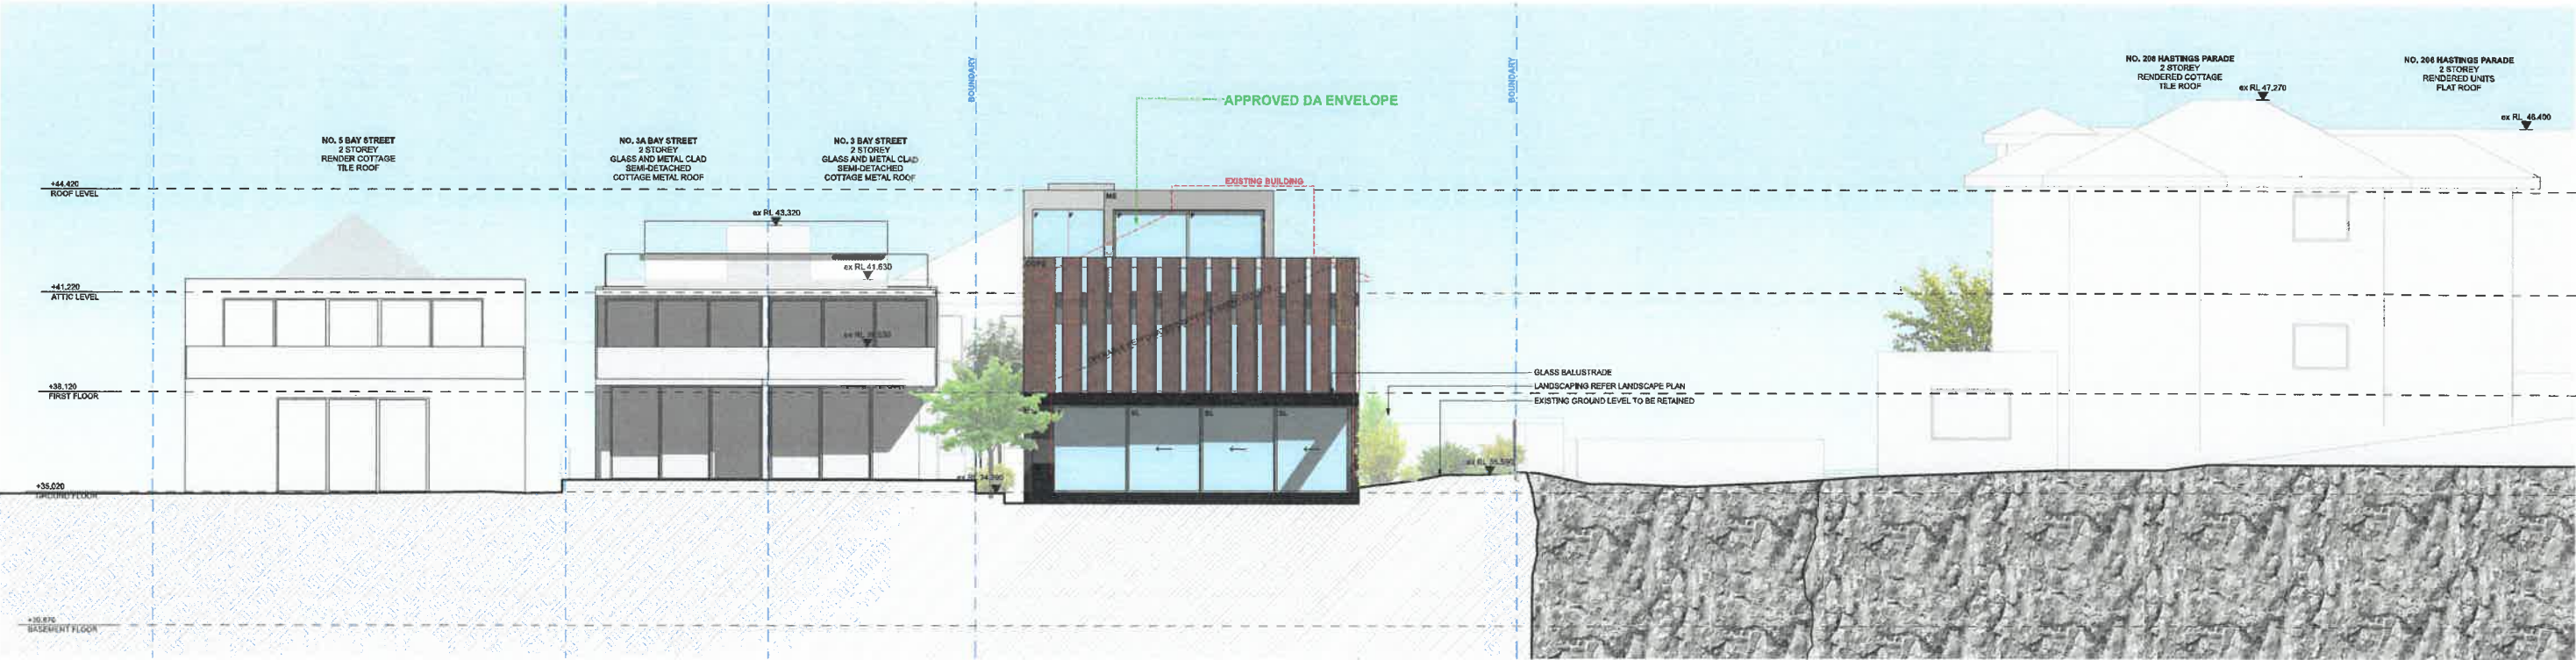 BOUNDARY
BOUNDARY
APPROVED DA ENVELOPE
NO. 208 HASTINGS PARADE
2 STOREY
RENDERED COTTAGE
TILE ROOF
ex RL 47,270
NO. 206 HASTINGS PARADE
2 STOREY
RENDERED UNITS
FLAT ROOF
ex RL 46.400
NO. 5 BAY STREET
2 STOREY
RENDER COTTAGE
TILE ROOF
NO. 3A BAY STREET
2 STOREY
GLASS AND METAL CLAD
SEMI-DETACHED
COTTAGE METAL ROOF
NO. 3 BAY STREET
2 STOREY
GLASS AND METAL CLAD
SEMI-DETACHED
COTTAGE METAL ROOF
EXISTING BUILDING
+44.420
ROOF LEVEL
ME
ex RL 43,320
F
F
F
F
ex RL 41.630
+41,220
ATTIC LEVEL
GLASS BALUSTRADE
LANDSCAPING REFER LANDSCAPE PLAN
EXISTING GROUND LEVEL TO BE RETAINED
+38.120
FIRST FLOOR
SL
SL
SL
+35,020
GROUND FLOOR
BASEMENT FLOOR